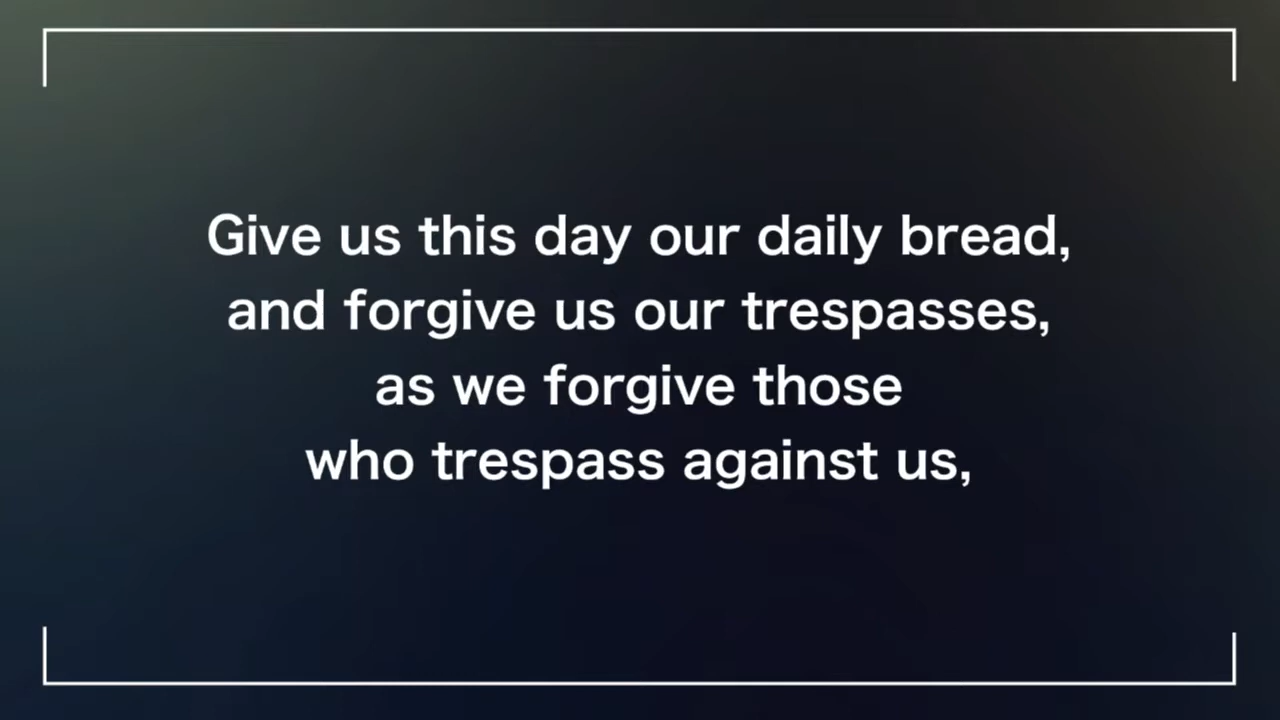 Give us this day our daily bread,
and forgive us our trespasses,
as we forgive those
who trespass against us,